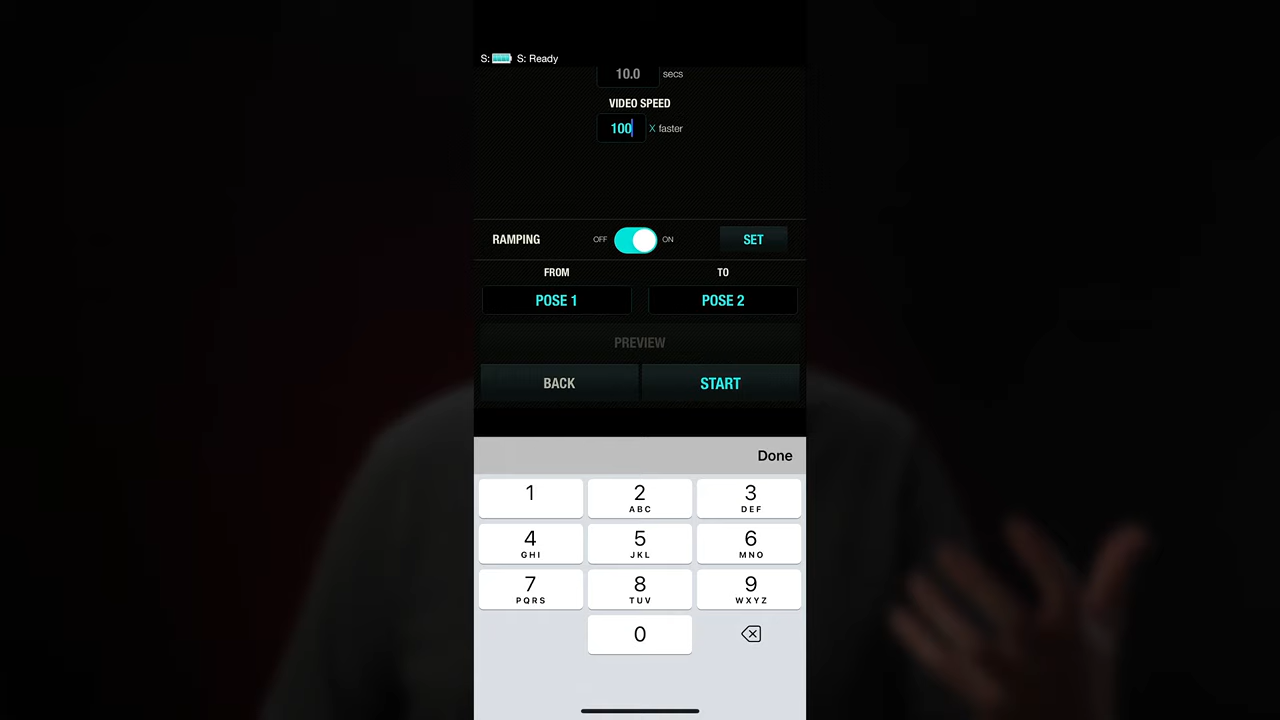 S: S: Ready
10.0 secs
VIDEO SPEED
100 X faster
RAMPING OFF ON SET
FROM TO
POSE 1 POSE 2
PREVIEW
BACK START
Done
1 2 3
ABC DEF
4 5 6
GHI JKL MNO
7 8 9
PQRS TUV WXYZ
0